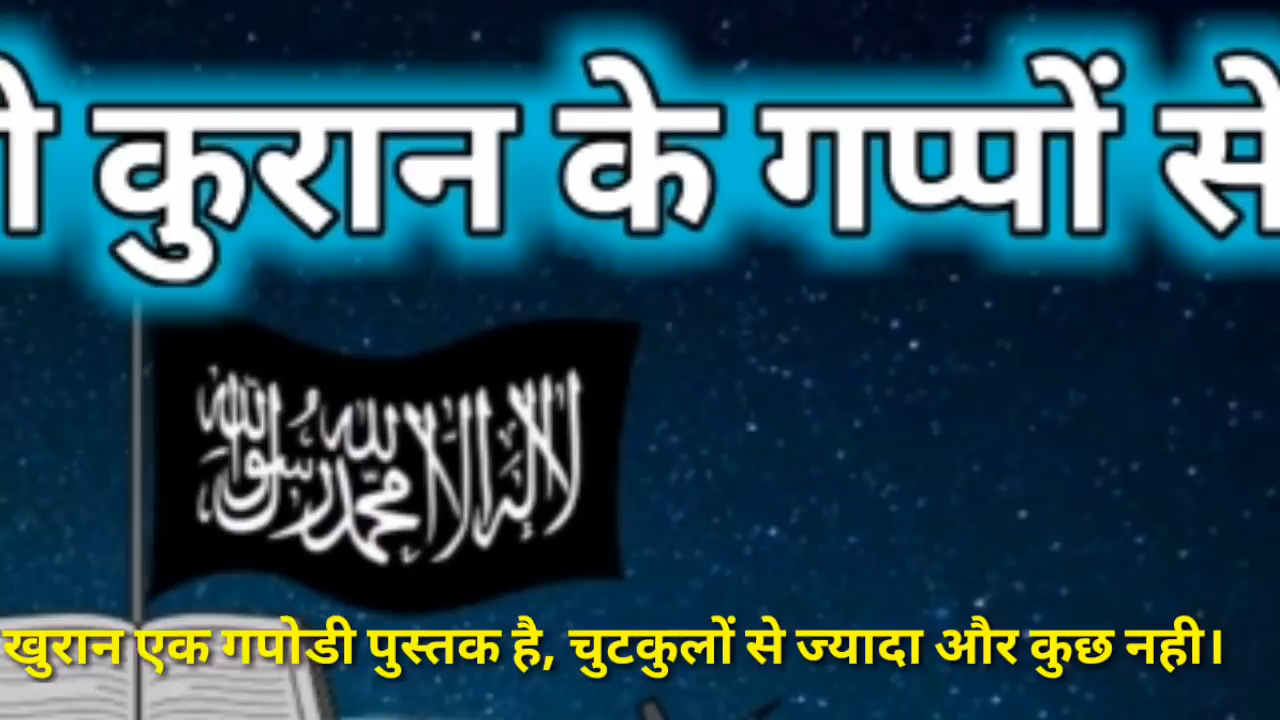 ी कुरान के गप्पों से
لا إله إلا الله محمد رسول الله
खुरान एक गपोडी पुस्तक है, चुटकुलों से ज्यादा और कुछ नही।